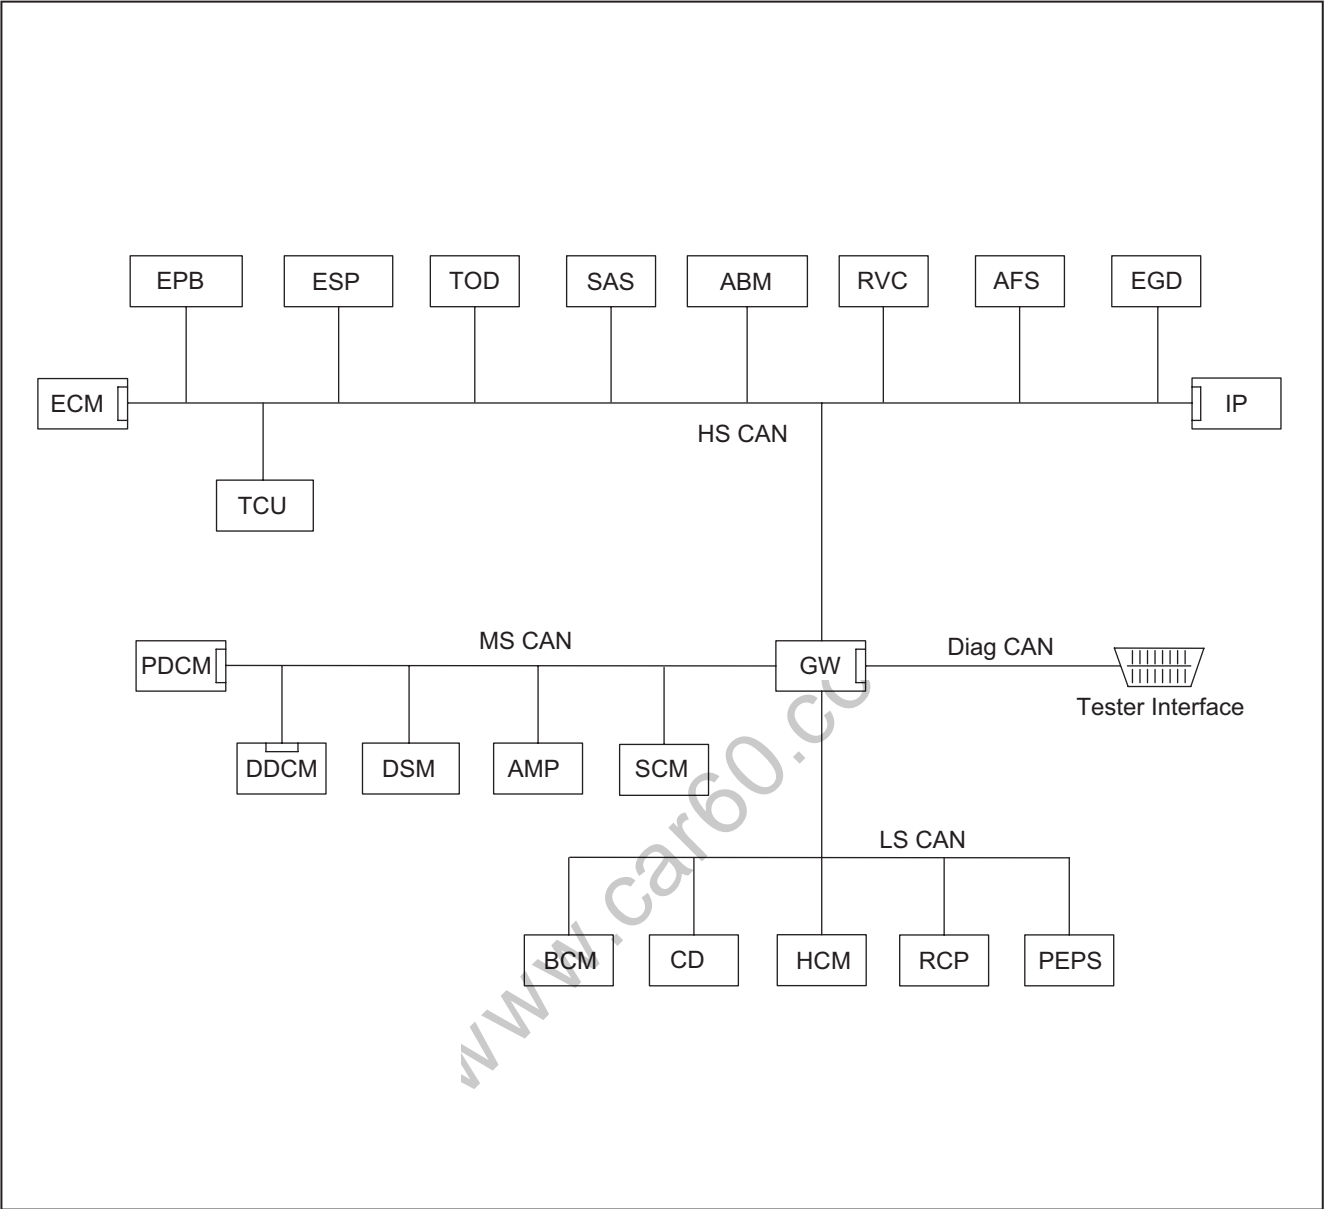 EPB
ESP
TOD
SAS
ABM
RVC
AFS
EGD
ECM
IP
HS CAN
TCU
MS CAN
Diag CAN
PDCM
GW
Tester Interface
DDCM
DSM
AMP
SCM
LS CAN
BCM
CD
HCM
RCP
PEPS
www.car60.co